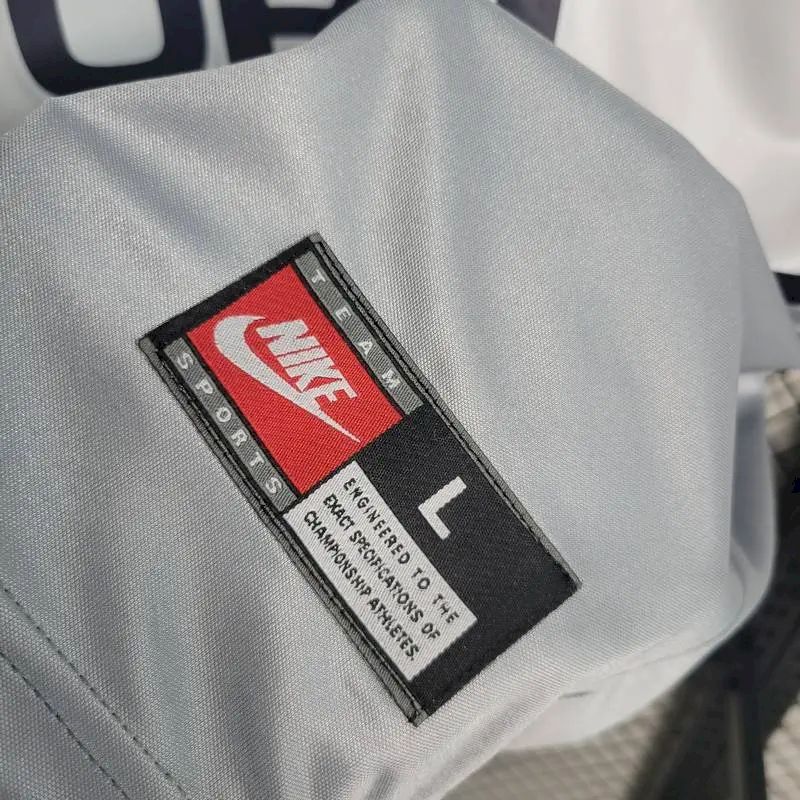 TEAM
NIKE
SPORTS
L
ENGINEERED TO THE
EXACT SPECIFICATIONS OF
CHAMPIONSHIP ATHLETES.